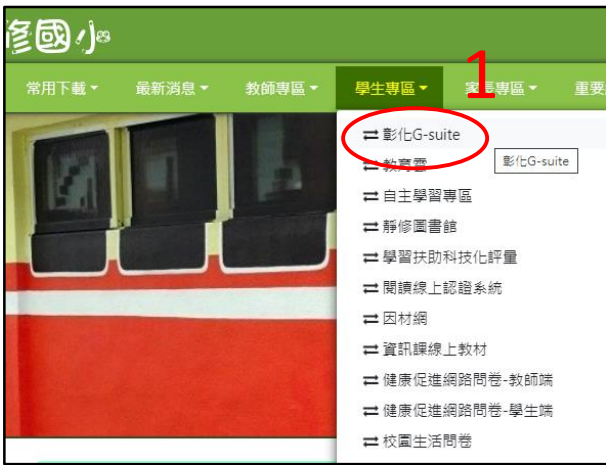 修國小
常用下載 最新消息 教師專區 學生專區 家長專區 重要
1
彰化G-suite
教育雲
彰化G-suite
自主學習專區
靜修圖書館
學習扶助科技化評量
閱讀線上認證系統
因材網
資訊課線上教材
健康促進網路問卷-教師端
健康促進網路問卷-學生端
校園生活問卷